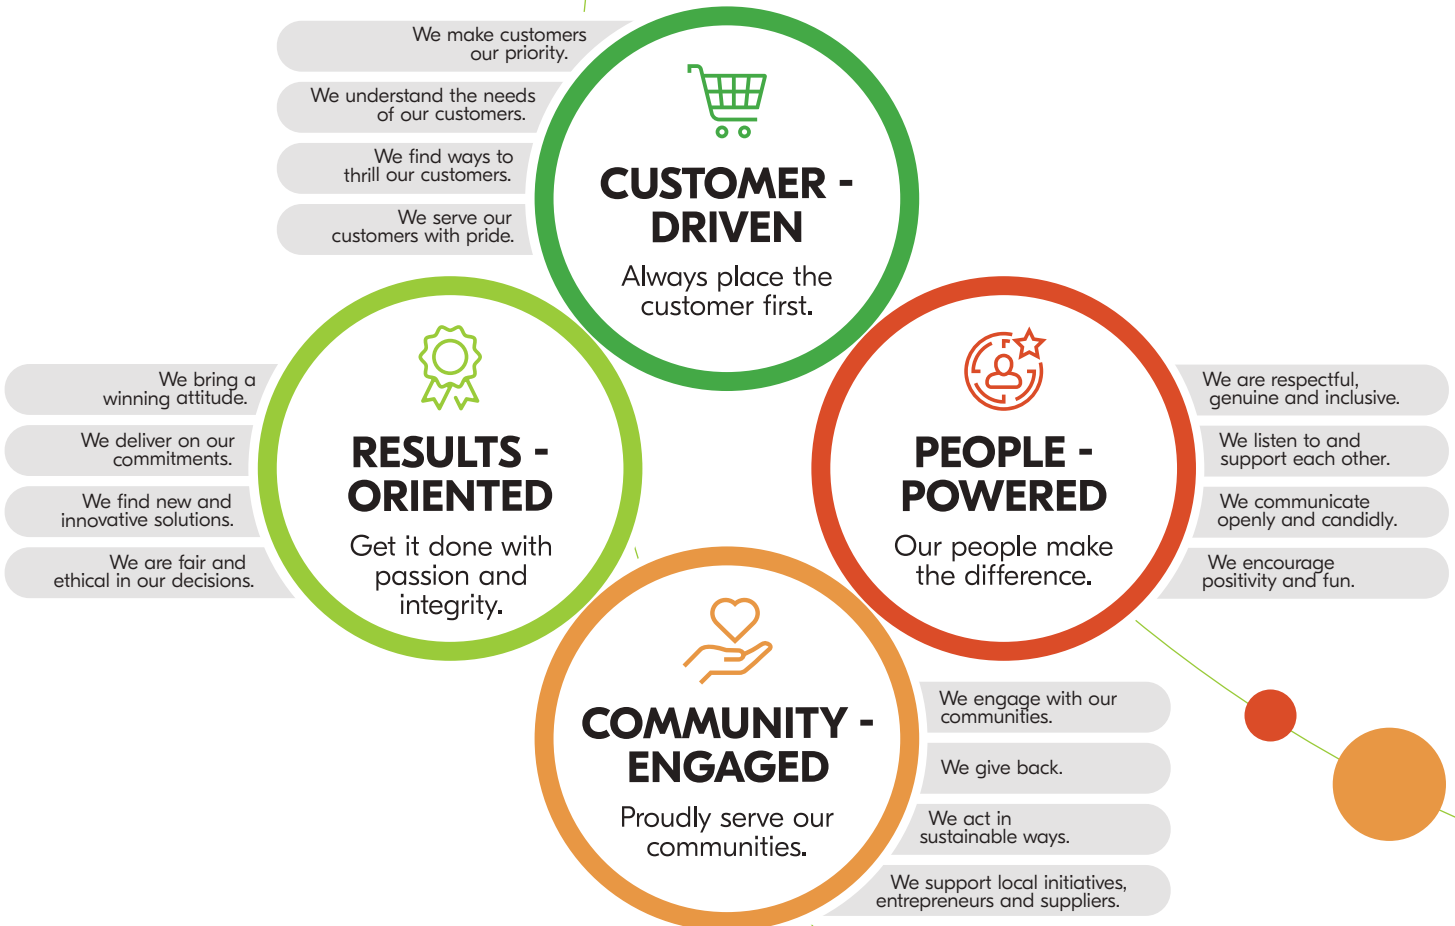 We make customers
our priority.
We understand the needs
of our customers.
We find ways to
thrill our customers.
We serve our
customers with pride.
CUSTOMER -
DRIVEN
Always place the
customer first.
We bring a
winning attitude.
We deliver on our
commitments.
We find new and
innovative solutions.
We are fair and
ethical in our decisions.
RESULTS -
ORIENTED
Get it done with
passion and
integrity.
PEOPLE -
POWERED
Our people make
the difference.
We are respectful,
genuine and inclusive.
We listen to and
support each other.
We communicate
openly and candidly.
We encourage
positivity and fun.
COMMUNITY -
ENGAGED
Proudly serve our
communities.
We engage with our
communities.
We give back.
We act in
sustainable ways.
We support local initiatives,
entrepreneurs and suppliers.